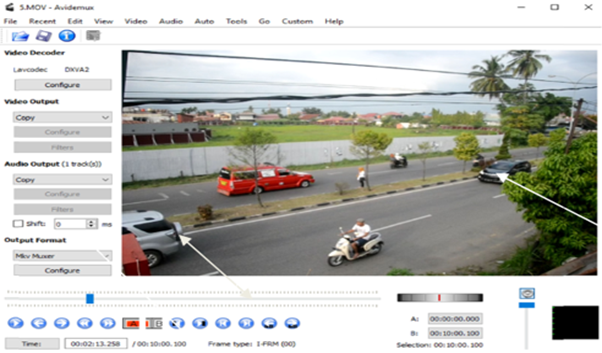 5.MOV - Avidemux
File Recent Edit View Video Audio Auto Tools Go Custom Help
Video Decoder
Lavcodec DXVA2
Configure
Video Output
Copy
Configure
Filters
Audio Output (1 track(s))
Copy
Configure
Filters
Shift: 0 ms
Output Format
Mkv Muxer
Configure
A B
A: 00:00:00.000
B: 00:10:00.100
Time: 00:02:13.258 / 00:10:00.100 Frame type: I-FRM (00) Selection: 00:10:00.100